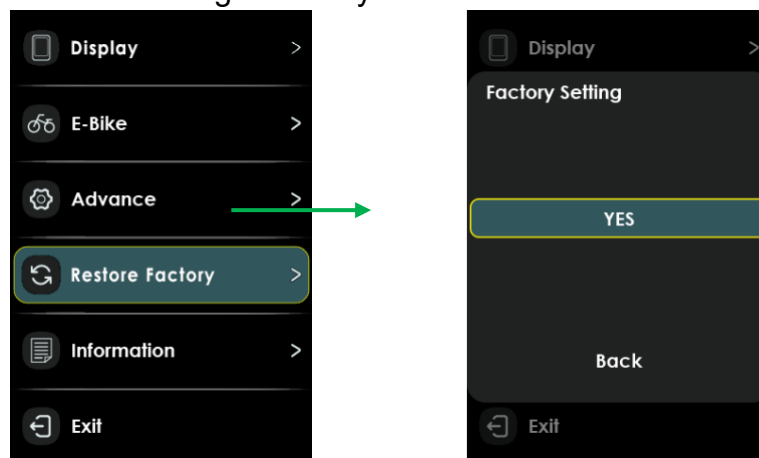 Display >
E-Bike >
Advance >
Restore Factory >
Information >
Exit
Display >
Factory Setting
YES
Back
Exit